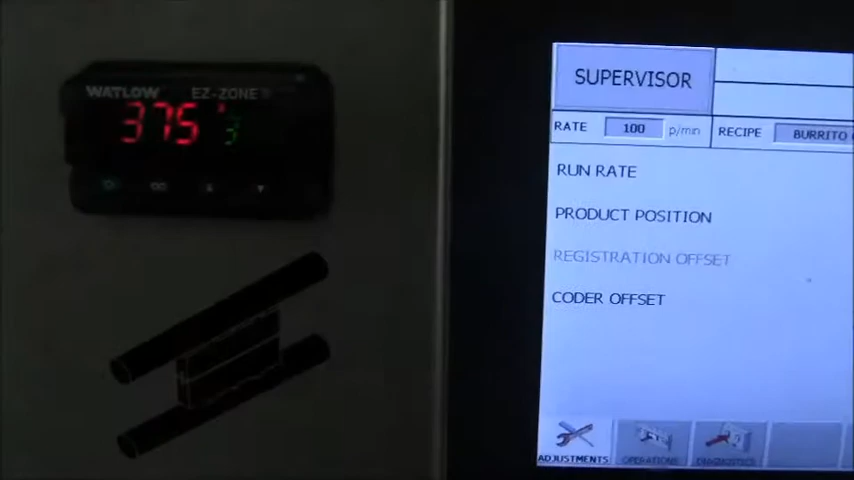 WATLOW EZ-ZONE
375
SUPERVISOR
RATE 100 p/min RECIPE BURRITO
RUN RATE
PRODUCT POSITION
REGISTRATION OFFSET
CODER OFFSET
ADJUSTMENTS OPERATIONS DIAGNOSTICS